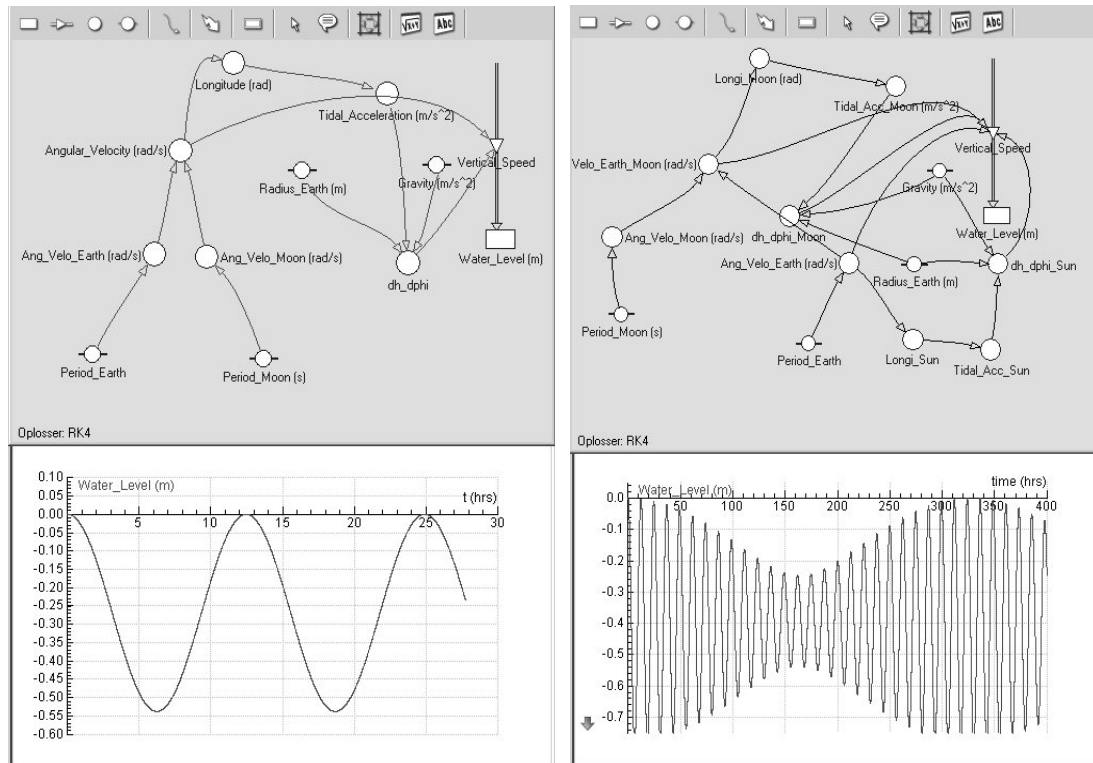 √x+y
Abc
Longitude (rad)
Tidal_Acceleration (m/s^2)
Angular_Velocity (rad/s)
Vertical_Speed
Radius_Earth (m)
Gravity (m/s^2)
Ang_Velo_Earth (rad/s)
Ang_Velo_Moon (rad/s)
Water_Level (m)
dh_dphi
Period_Earth
Period_Moon (s)
Oplosser: RK4
0.10
Water_Level (m)
t (hrs)
0.05
0.00
5
10
15
20
25
30
-0.05
-0.10
-0.15
-0.20
-0.25
-0.30
-0.35
-0.40
-0.45
-0.50
-0.55
-0.60
√x+y
Abc
Longi_Moon (rad)
Tidal_Acc_Moon (m/s^2)
Vertical_Speed
Velo_Earth_Moon (rad/s)
Gravity (m/s^2)
Water_Level (m)
dh_dphi_Moon
Ang_Velo_Moon (rad/s)
Ang_Velo_Earth (rad/s)
dh_dphi_Sun
Radius_Earth (m)
Period_Moon (s)
Period_Earth
Longi_Sun
Tidal_Acc_Sun
Oplosser: RK4
time (hrs)
Water_Level (m)
0.0
50
100
150
200
250
300
350
400
-0.1
-0.2
-0.3
-0.4
-0.5
-0.6
-0.7